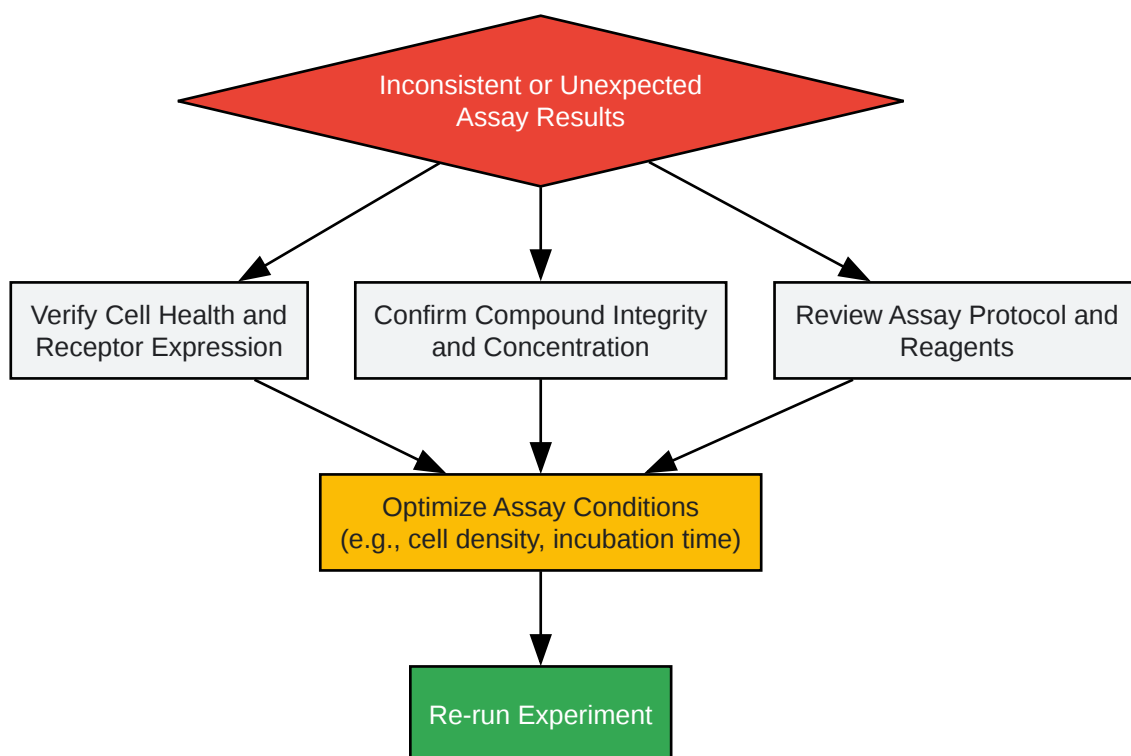 Inconsistent or Unexpected
Assay Results
Verify Cell Health and
Receptor Expression
Confirm Compound Integrity
and Concentration
Review Assay Protocol and
Reagents
Optimize Assay Conditions
(e.g., cell density, incubation time)
Re-run Experiment